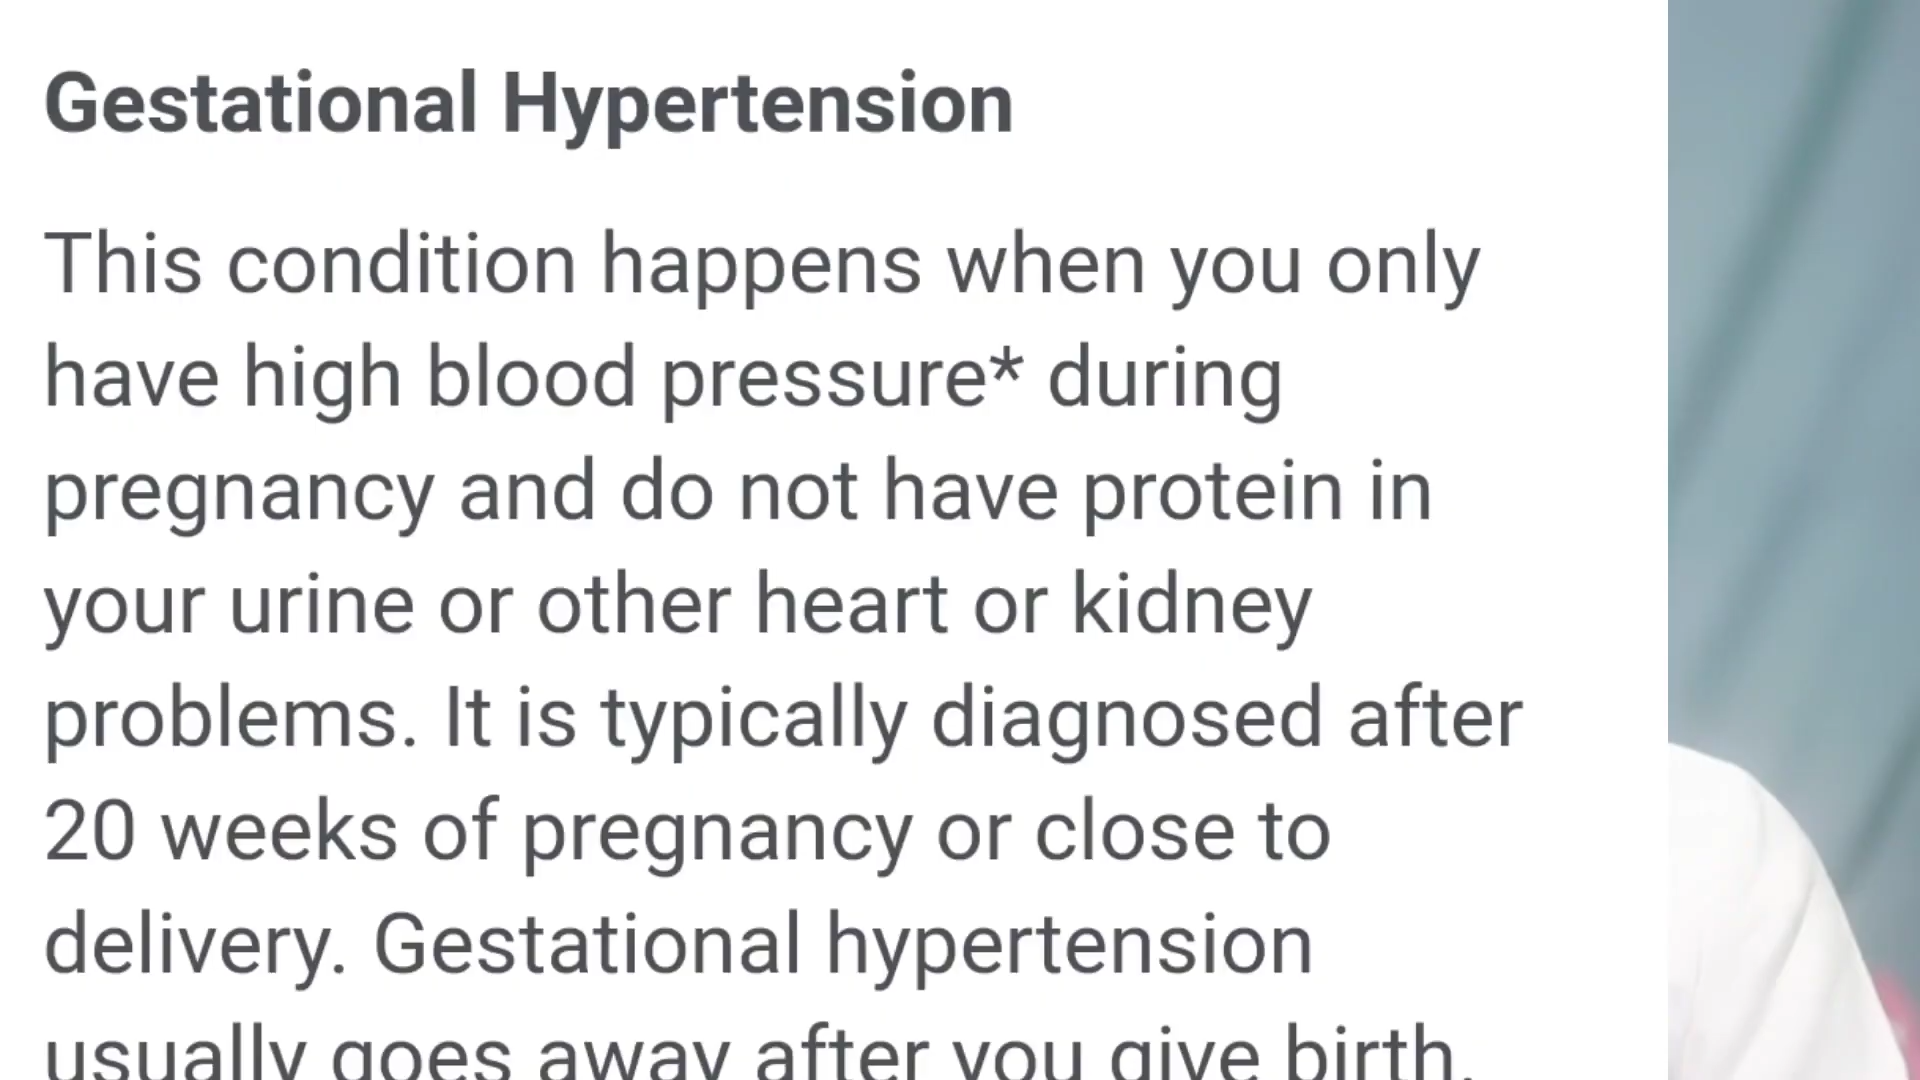 Gestational Hypertension
This condition happens when you only
have high blood pressure* during
pregnancy and do not have protein in
your urine or other heart or kidney
problems. It is typically diagnosed after
20 weeks of pregnancy or close to
delivery. Gestational hypertension
usually goes away after you give birth.